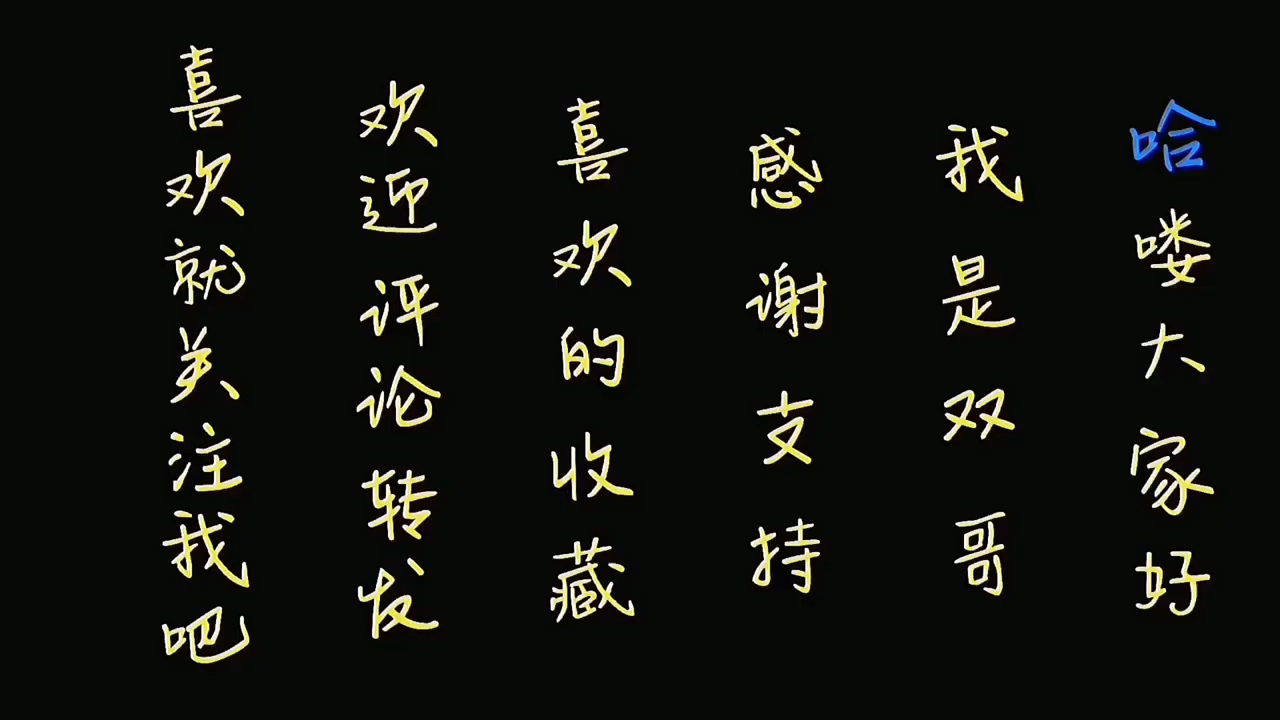 哈喽大家好
我是双哥
感谢支持
喜欢的收藏
欢迎评论转发
喜欢就关注我吧